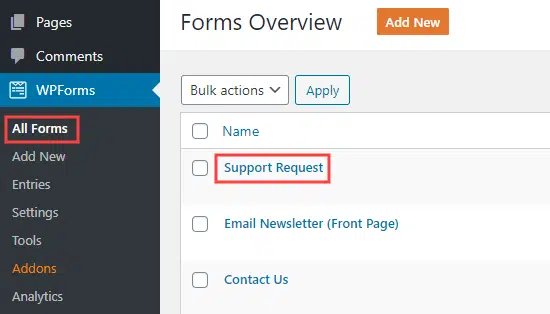 Pages
Comments
WPForms
All Forms
Add New
Entries
Settings
Tools
Addons
Analytics
Forms Overview
Add New
Bulk actions
Apply
Name
Support Request
Email Newsletter (Front Page)
Contact Us